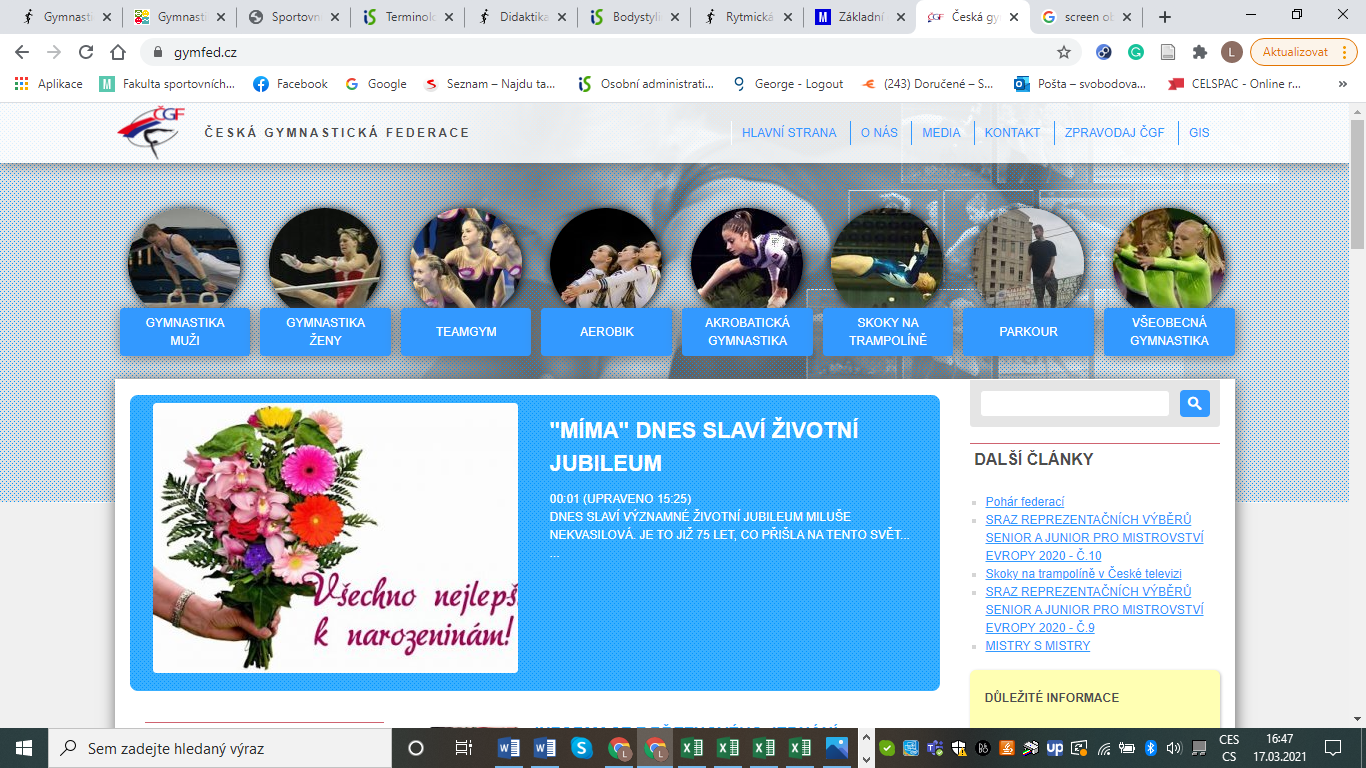 Gymnasti
Gymnasti
Sportovn
Terminolo
Didaktika
Bodystyli
Rytmická
Základní
Česká gy
screen ob
gymfed.cz
L
Aktualizovat
Aplikace
Fakulta sportovních...
Facebook
Google
Seznam – Najdu ta...
Osobní administrati...
George - Logout
(243) Doručené – S...
Pošta – svobodova...
CELSPAC - Online r...
ČGF
ČESKÁ GYMNASTICKÁ FEDERACE
HLAVNÍ STRANA
O NÁS
MEDIA
KONTAKT
ZPRAVODAJ ČGF
GIS
GYMNASTIKA
MUŽI
GYMNASTIKA
ŽENY
TEAMGYM
AEROBIK
AKROBATICKÁ
GYMNASTIKA
SKOKY NA
TRAMPOLÍNĚ
PARKOUR
VŠEOBECNÁ
GYMNASTIKA
Všechno nejlepš
k narozeninám!
"MÍMA" DNES SLAVÍ ŽIVOTNÍ
JUBILEUM
00:01 (UPRAVENO 15:25)
DNES SLAVÍ VÝZNAMNÉ ŽIVOTNÍ JUBILEUM MILUŠE
NEKVASILOVÁ. JE TO JIŽ 75 LET, CO PŘIŠLA NA TENTO SVĚT...
...
DALŠÍ ČLÁNKY
Pohár federací
SRAZ REPREZENTAČNÍCH VÝBĚRŮ
SENIOR A JUNIOR PRO MISTROVSTVÍ
EVROPY 2020 - Č.10
Skoky na trampolíně v České televizi
SRAZ REPREZENTAČNÍCH VÝBĚRŮ
SENIOR A JUNIOR PRO MISTROVSTVÍ
EVROPY 2020 - Č.9
MISTRY S MISTRY
DŮLEŽITÉ INFORMACE
Sem zadejte hledaný výraz
CES
CS
16:47
17.03.2021